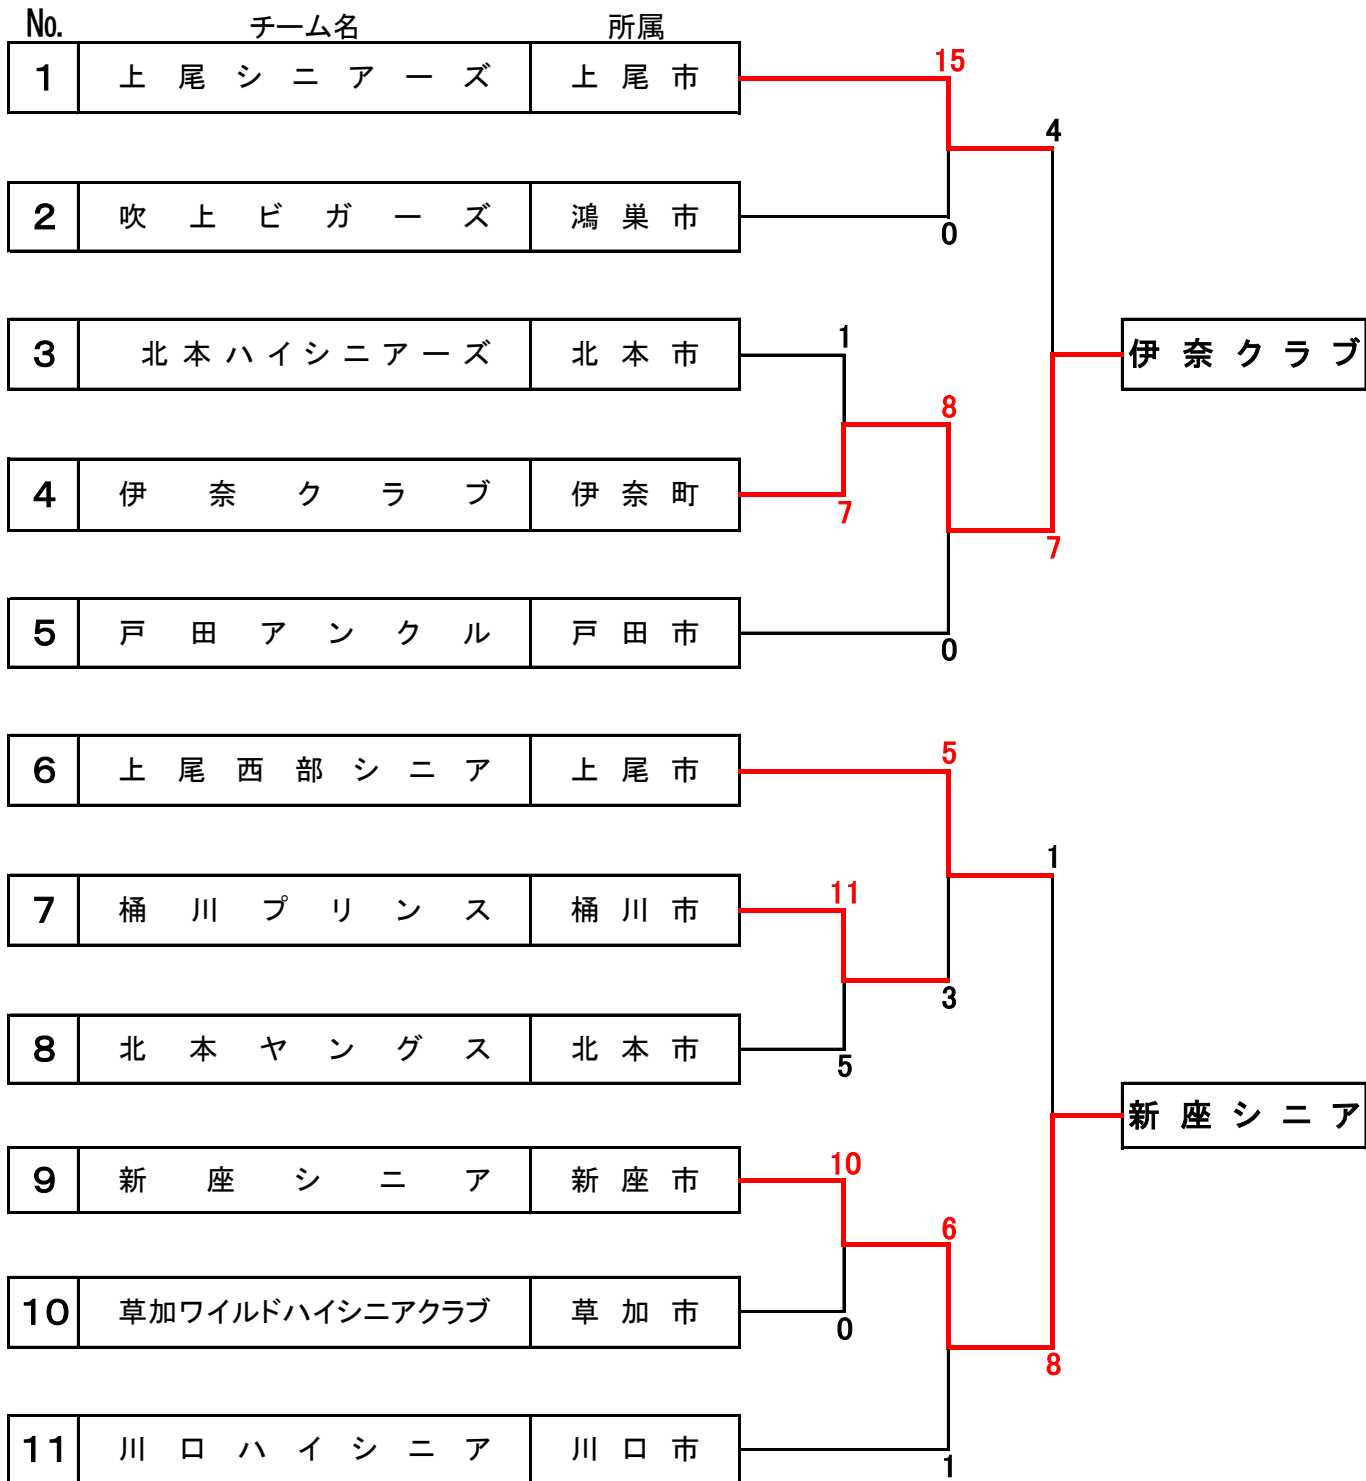 No. チーム名 所属
15
1 上尾シニアーズ 上尾市
4
2 吹上ビガーズ 鴻巣市
0
1
3 北本ハイシニアーズ 北本市
伊奈クラブ
8
4 伊奈クラブ 伊奈町
7
7
5 戸田アンクル 戸田市
0
5
6 上尾西部シニア 上尾市
1
11
7 桶川プリンス 桶川市
3
8 北本ヤングス 北本市
5
新座シニア
10
9 新座シニア 新座市
6
10 草加ワイルドハイシニアクラブ 草加市
0
8
11 川口ハイシニア 川口市
1